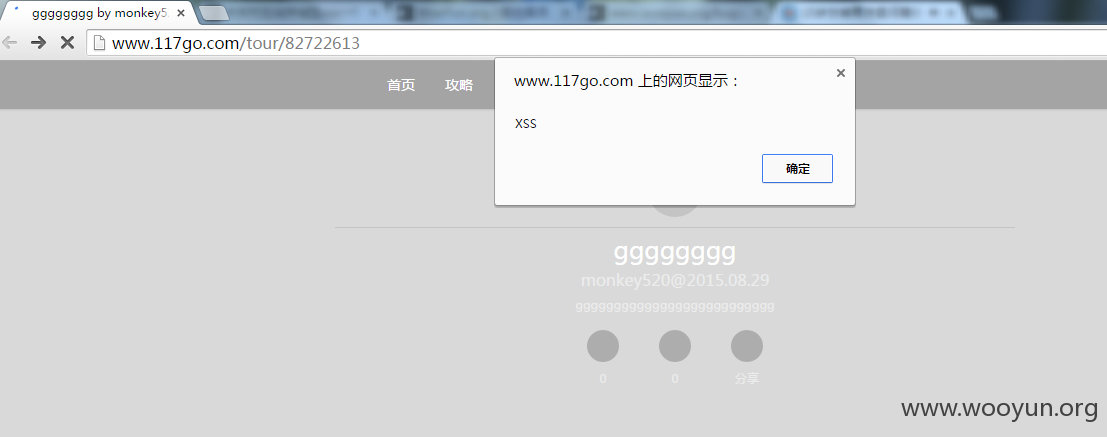 gggggggg by monkey5
www.117go.com/tour/82722613
首页 攻略
www.117go.com 上的网页显示：
XSS
确定
gggggggg
monkey520@2015.08.29
0 0 分享
www.wooyun.org